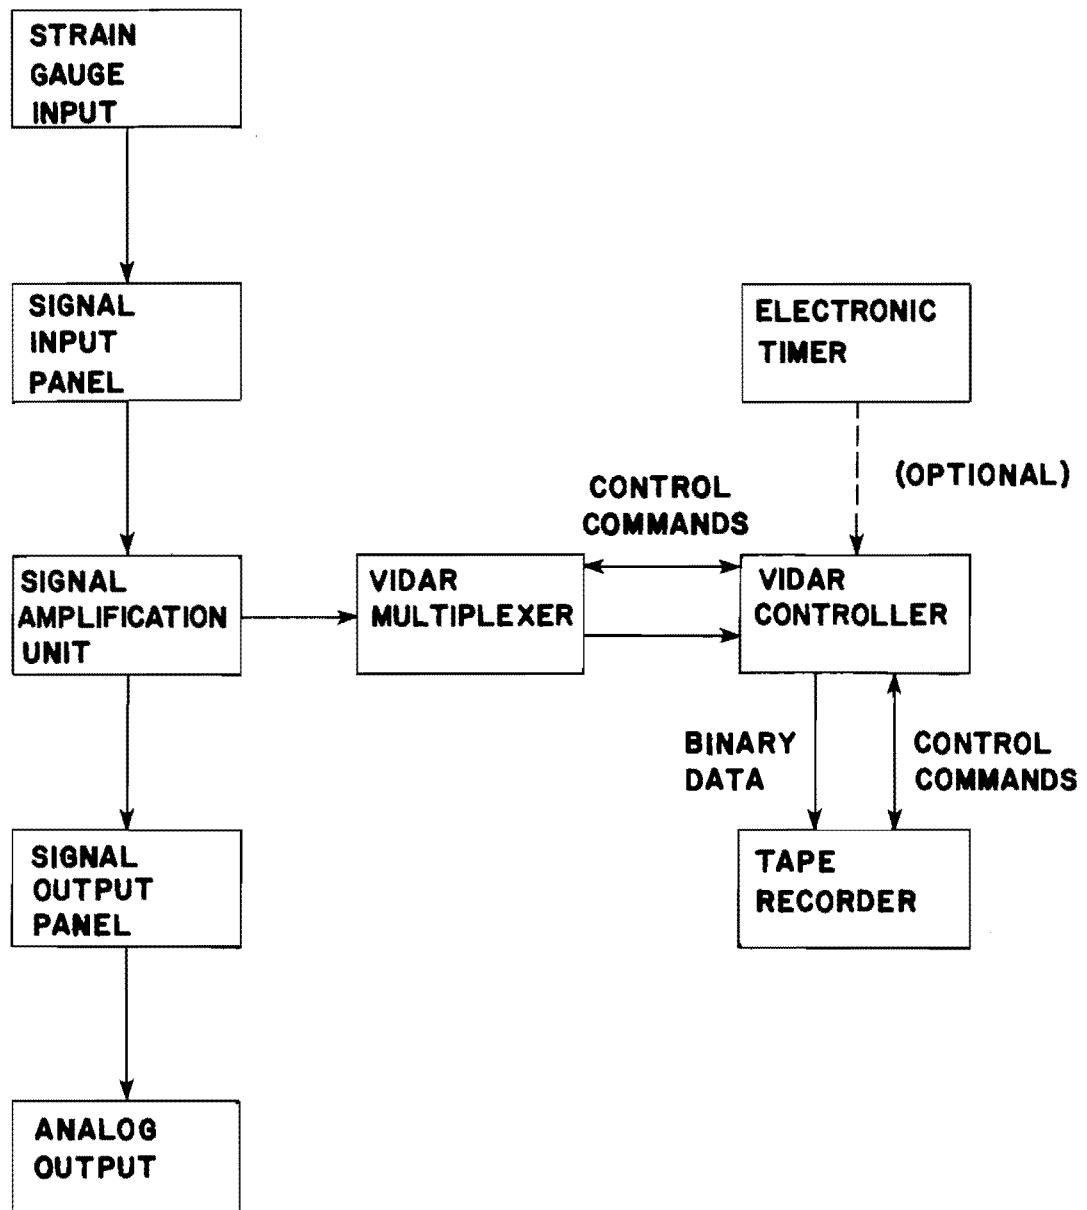 STRAIN
GAUGE
INPUT
SIGNAL
INPUT
PANEL
ELECTRONIC
TIMER
(OPTIONAL)
CONTROL
COMMANDS
SIGNAL
AMPLIFICATION
UNIT
VIDAR
MULTIPLEXER
VIDAR
CONTROLLER
BINARY
DATA
CONTROL
COMMANDS
SIGNAL
OUTPUT
PANEL
TAPE
RECORDER
ANALOG
OUTPUT